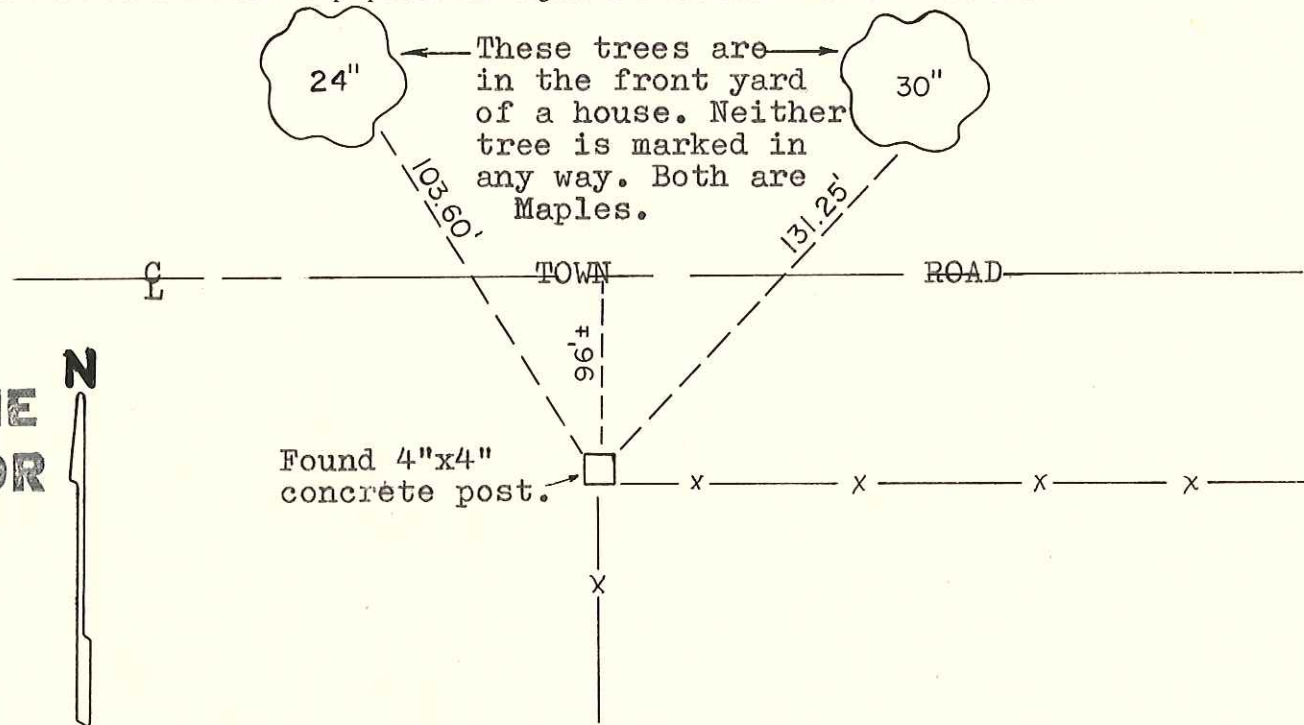 These trees are
in the front yard
of a house. Neither
tree is marked in
any way. Both are
Maples.
24"
30"
103.60'
131.25'
℄ TOWN ROAD
96'±
N
Found 4"x4"
concrete post.
x x x x
x